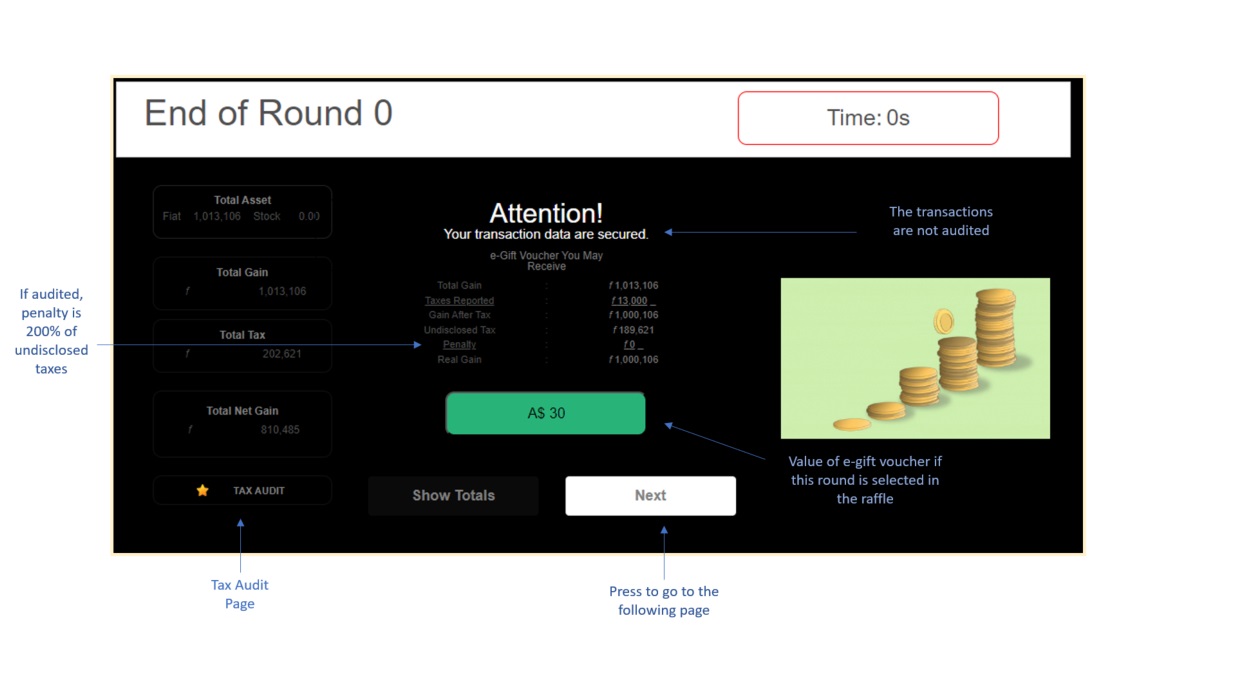 End of Round 0
Time: 0s
Total Asset
Fiat 1,013,106 Stock 0.00
Total Gain
f 1,013,106
Total Tax
f 202,621
Total Net Gain
f 810,485
TAX AUDIT
Attention!
Your transaction data are secured.
e-Gift Voucher You May
Receive
Total Gain : f 1,013,106
Taxes Reported : f 13,000
Gain After Tax : f 1,000,106
Undisclosed Tax : f 189,621
Penalty : f 0
Real Gain : f 1,000,106
A$ 30
Show Totals
Next
The transactions
are not audited
If audited,
penalty is
200% of
undisclosed
taxes
Value of e-gift voucher if
this round is selected in
the raffle
Tax Audit
Page
Press to go to the
following page